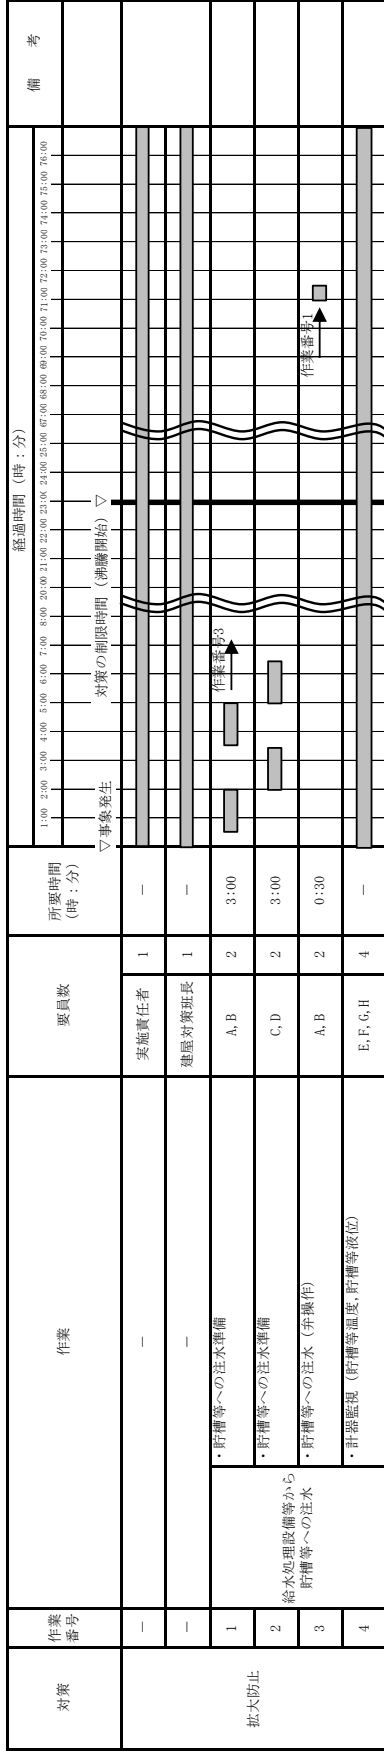 対策
作業番号
作業
要員数
所要時間(時：分)
経過時間（時：分）
備　考
1:00 2:00 3:00 4:00 5:00 6:00 7:00 8:00 20:00 21:00 22:00 23:00 24:00 25:00 67:00 68:00 69:00 70:00 71:00 72:00 73:00 74:00 75:00 76:00
▽事象発生
対策の制限時間（沸騰開始）▽
拡大防止
－ － 実施責任者 1 －
－ － 建屋対策班長 1 －
給水処理設備等から
貯槽等への注水
1 ・貯槽等への注水準備 A,B 2 3:00
作業番号3
2 ・貯槽等への注水準備 C,D 2 3:00
3 ・貯槽等への注水（弁操作） A,B 2 0:30
作業番号1
4 ・計器監視（貯槽等温度,貯槽等液位） E,F,G,H 4 －